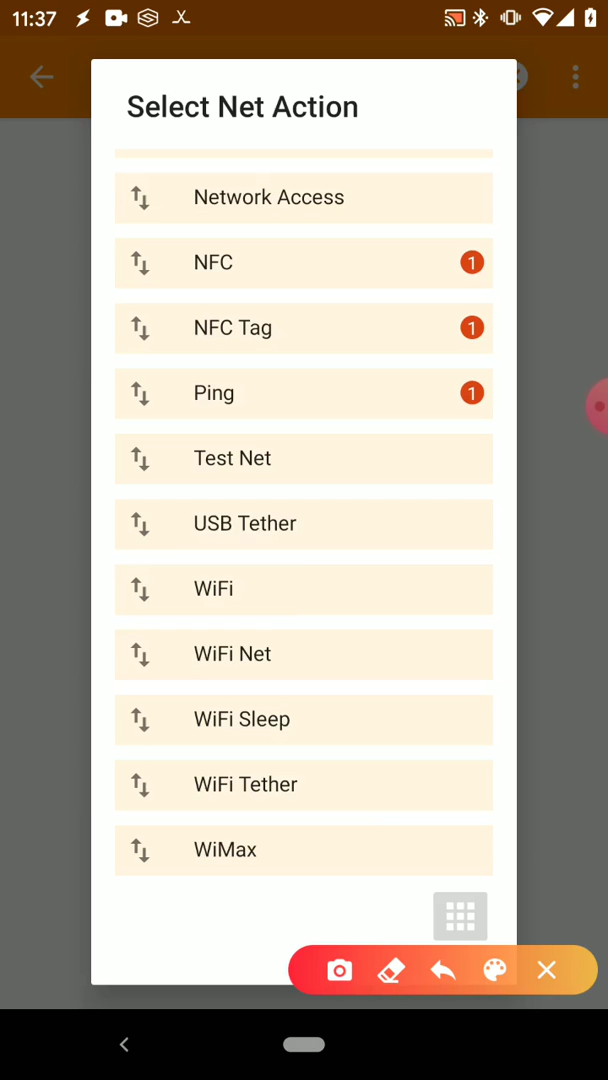 11:37
Select Net Action
Network Access
NFC
1
NFC Tag
1
Ping
1
Test Net
USB Tether
WiFi
WiFi Net
WiFi Sleep
WiFi Tether
WiMax